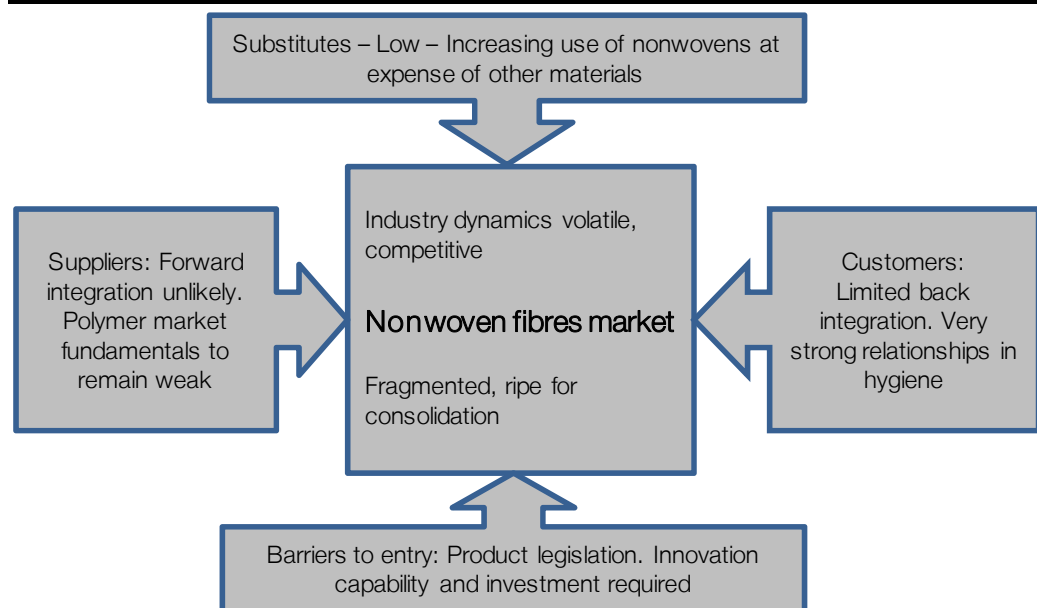 Substitutes – Low – Increasing use of nonwovens at
expense of other materials
Suppliers: Forward
integration unlikely.
Polymer market
fundamentals to
remain weak
Industry dynamics volatile,
competitive
Nonwoven fibres market
Fragmented, ripe for
consolidation
Customers:
Limited back
integration. Very
strong relationships in
hygiene
Barriers to entry: Product legislation. Innovation
capability and investment required